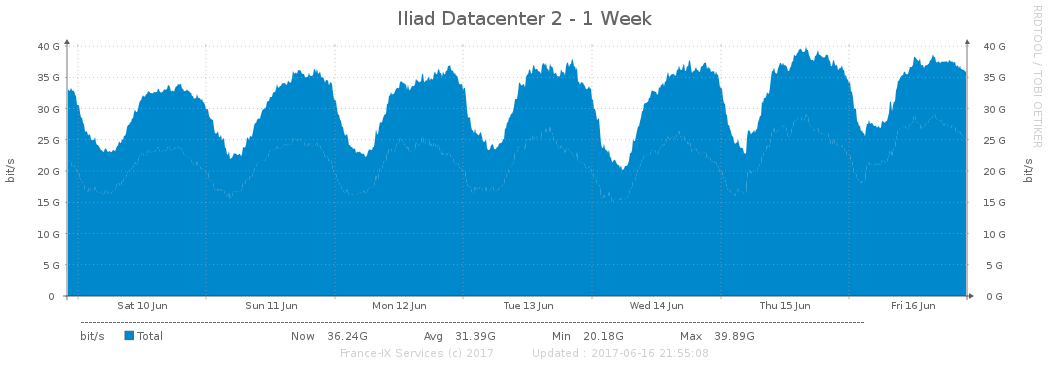 Iliad Datacenter 2 - 1 Week
RRDTOOL / TOBI OETIKER
40 G 40 G
35 G 35 G
30 G 30 G
25 G 25 G
20 G 20 G
15 G 15 G
10 G 10 G
5 G 5 G
0 0 G
bit/s bit/s
Sat 10 Jun Sun 11 Jun Mon 12 Jun Tue 13 Jun Wed 14 Jun Thu 15 Jun Fri 16 Jun
bit/s Total Now 36.24G Avg 31.39G Min 20.18G Max 39.89G
France-IX Services (c) 2017 Updated : 2017-06-16 21:55:08